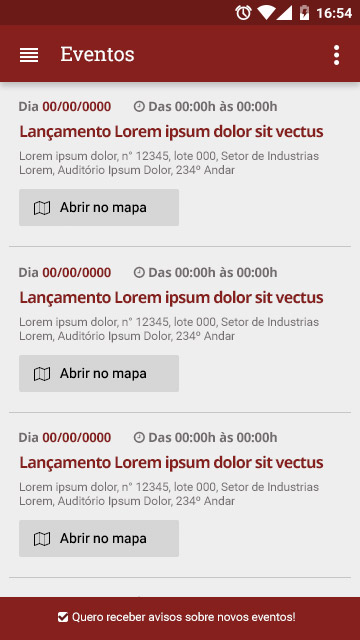 16:54
Eventos
Dia 00/00/0000 Das 00:00h às 00:00h
Lançamento Lorem ipsum dolor sit vectus
Lorem ipsum dolor, n° 12345, lote 000, Setor de Industrias
Lorem, Auditório Ipsum Dolor, 234º Andar
Abrir no mapa
Dia 00/00/0000 Das 00:00h às 00:00h
Lançamento Lorem ipsum dolor sit vectus
Lorem ipsum dolor, n° 12345, lote 000, Setor de Industrias
Lorem, Auditório Ipsum Dolor, 234º Andar
Abrir no mapa
Dia 00/00/0000 Das 00:00h às 00:00h
Lançamento Lorem ipsum dolor sit vectus
Lorem ipsum dolor, n° 12345, lote 000, Setor de Industrias
Lorem, Auditório Ipsum Dolor, 234º Andar
Abrir no mapa
Quero receber avisos sobre novos eventos!